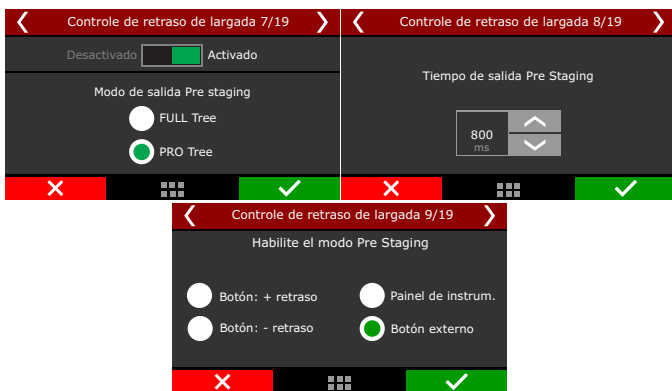 Controle de retraso de largada 7/19
Desactivado Activado
Modo de salida Pre staging
FULL Tree
PRO Tree
Controle de retraso de largada 8/19
Tiempo de salida Pre Staging
800
ms
Controle de retraso de largada 9/19
Habilite el modo Pre Staging
Botón: + retraso Painel de instrum.
Botón: - retraso Botón externo